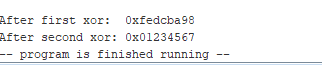 After first xor:  0xfedcba98
After second xor: 0x01234567
-- program is finished running --